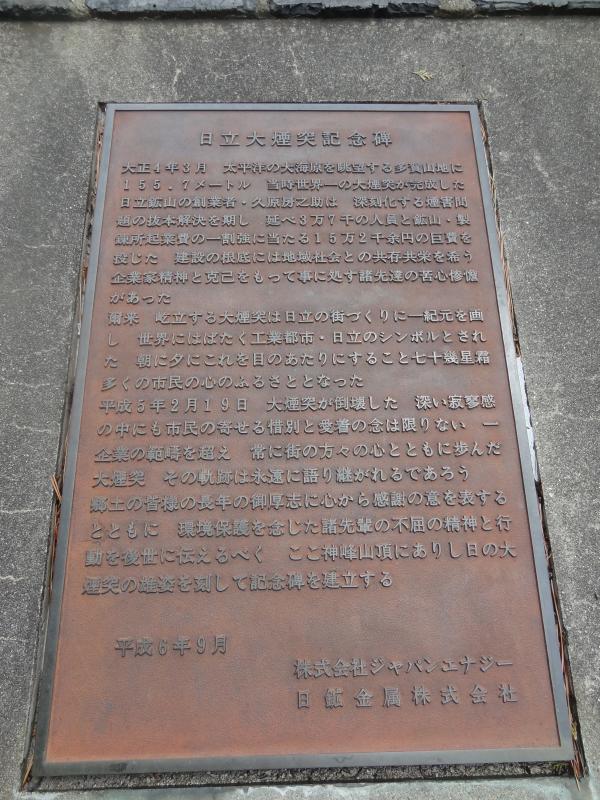 日立大煙突記念碑
大正4年3月　太平洋の大海原を眺望する多賀山地に
155.7メートル　当時世界一の大煙突が完成した
日立鉱山の創業者・久原房之助は　深刻化する煙害問
題の抜本解決を期し　延べ3万7千の人員と鉱山・製
錬所起業費の一割強に当たる15万2千余円の巨費を
投じた　建設の根底には地域社会との共存共栄を希う
企業家精神と克己をもって事に処す諸先達の苦心惨憺
があった
爾来　屹立する大煙突は日立の街づくりに一紀元を画
し　世界にはばたく工業都市・日立のシンボルとされ
た　朝に夕にこれを目のあたりにすること七十幾星霜
多くの市民の心のふるさととなった
平成5年2月19日　大煙突が倒壊した　深い寂寥感
の中にも市民の寄せる惜別と愛着の念は限りない　一
企業の範疇を超え　常に街の方々の心とともに歩んだ
大煙突　その軌跡は永遠に語り継がれるであろう
郷土の皆様の長年の御厚志に心から感謝の意を表する
とともに　環境保護を念じた諸先輩の不屈の精神と行
動を後世に伝えるべく　ここ神峰山頂にありし日の大
煙突の雄姿を刻して記念碑を建立する
平成6年9月
株式会社ジャパンエナジー
日鉱金属株式会社